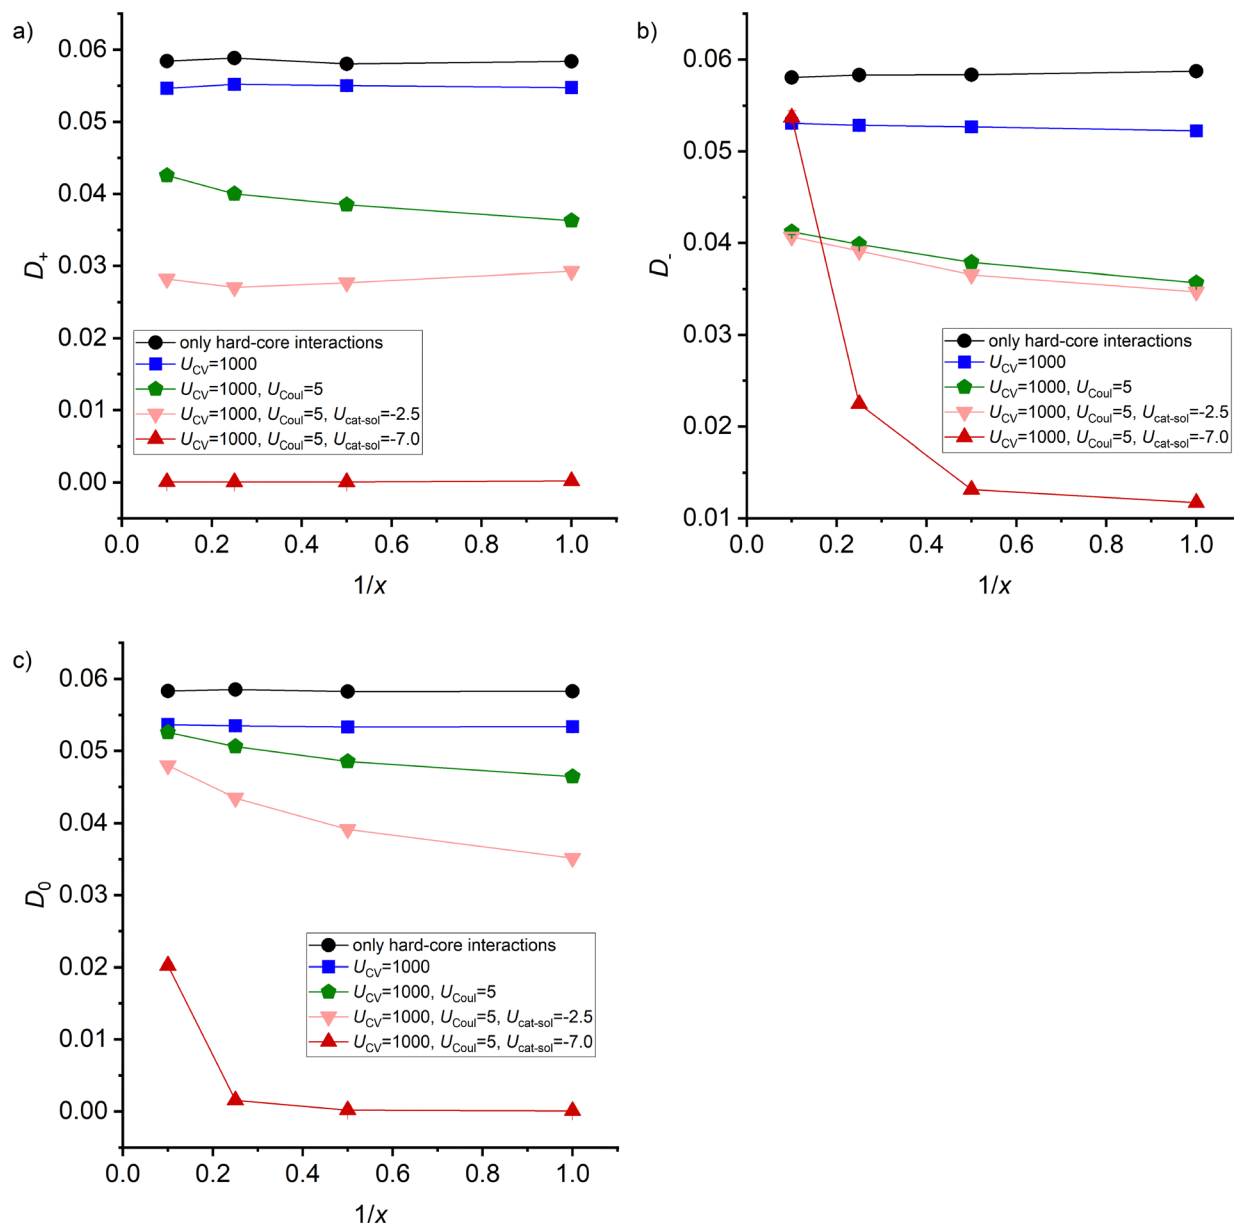 a)
0.06
0.05
0.04
0.03
0.02
0.01
0.00
D+
only hard-core interactions
UCV=1000
UCV=1000, UCoul=5
UCV=1000, UCoul=5, Ucat-sol=-2.5
UCV=1000, UCoul=5, Ucat-sol=-7.0
0.0 0.2 0.4 0.6 0.8 1.0
1/x
b)
0.06
0.05
0.04
0.03
0.02
0.01
D-
only hard-core interactions
UCV=1000
UCV=1000, UCoul=5
UCV=1000, UCoul=5, Ucat-sol=-2.5
UCV=1000, UCoul=5, Ucat-sol=-7.0
0.0 0.2 0.4 0.6 0.8 1.0
1/x
c)
0.06
0.05
0.04
0.03
0.02
0.01
0.00
D0
only hard-core interactions
UCV=1000
UCV=1000, UCoul=5
UCV=1000, UCoul=5, Ucat-sol=-2.5
UCV=1000, UCoul=5, Ucat-sol=-7.0
0.0 0.2 0.4 0.6 0.8 1.0
1/x